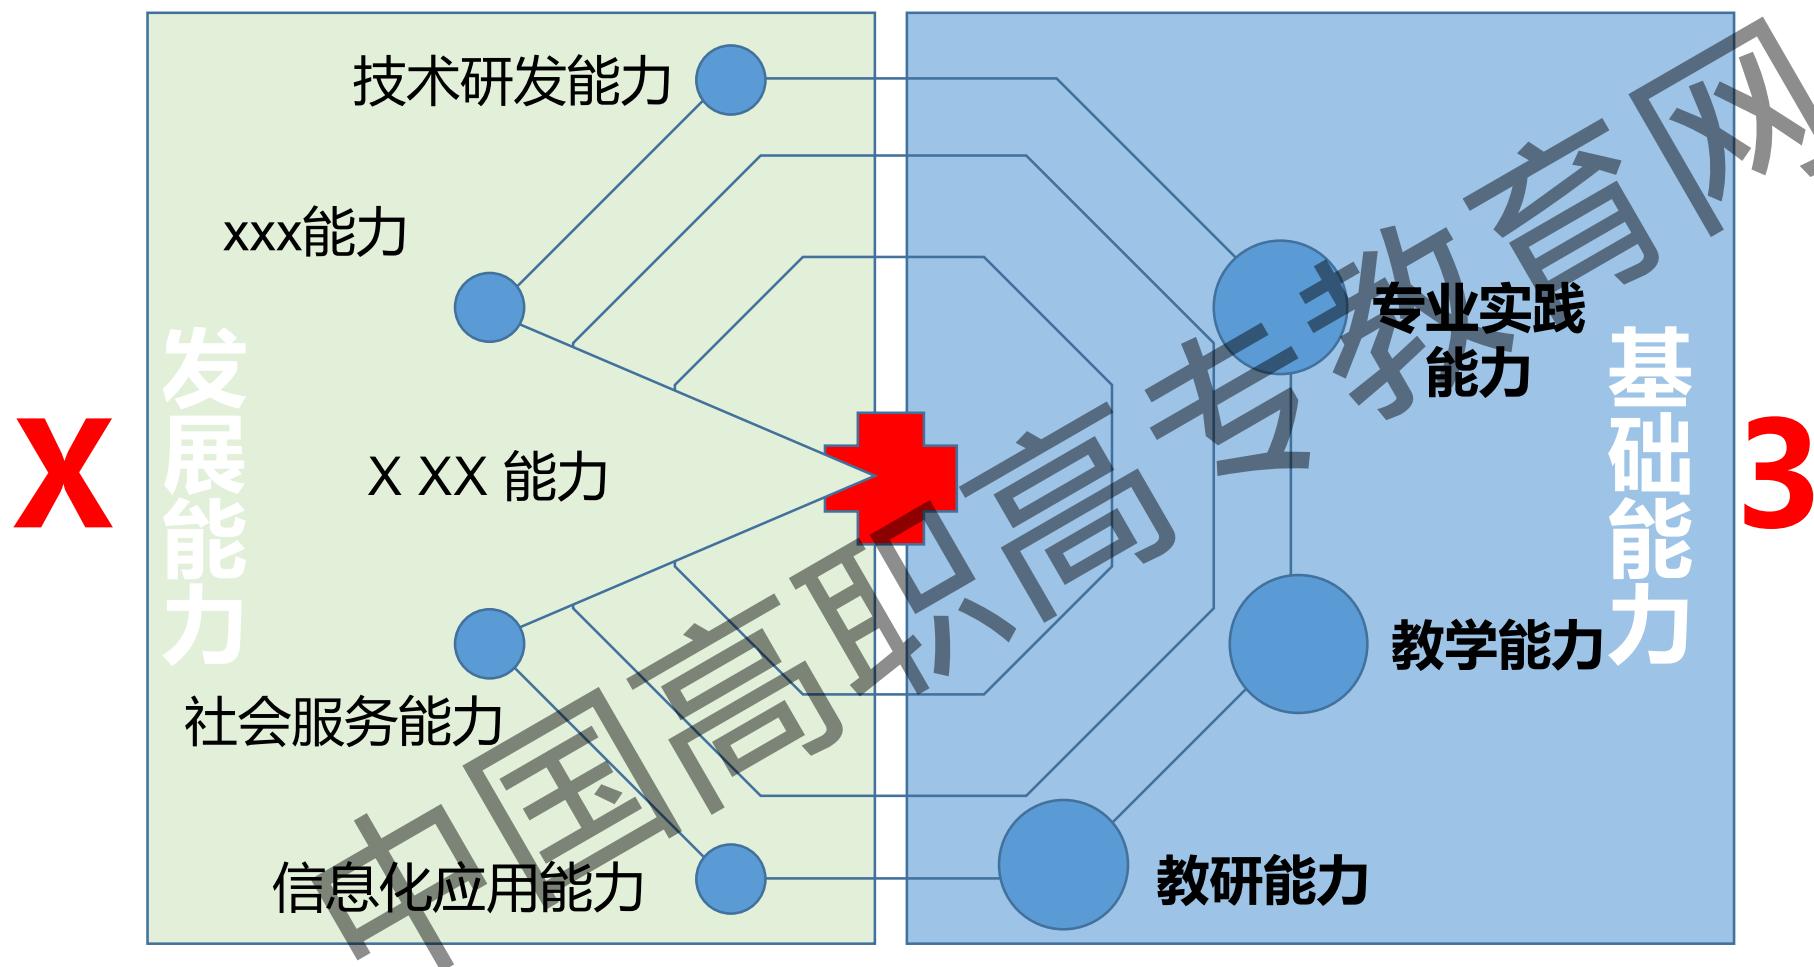 技术研发能力
xxx能力
X
发展能力
X XX 能力
社会服务能力
信息化应用能力
专业实践
能力
基础能力
3
教学能力
教研能力
中国高职高专教育网